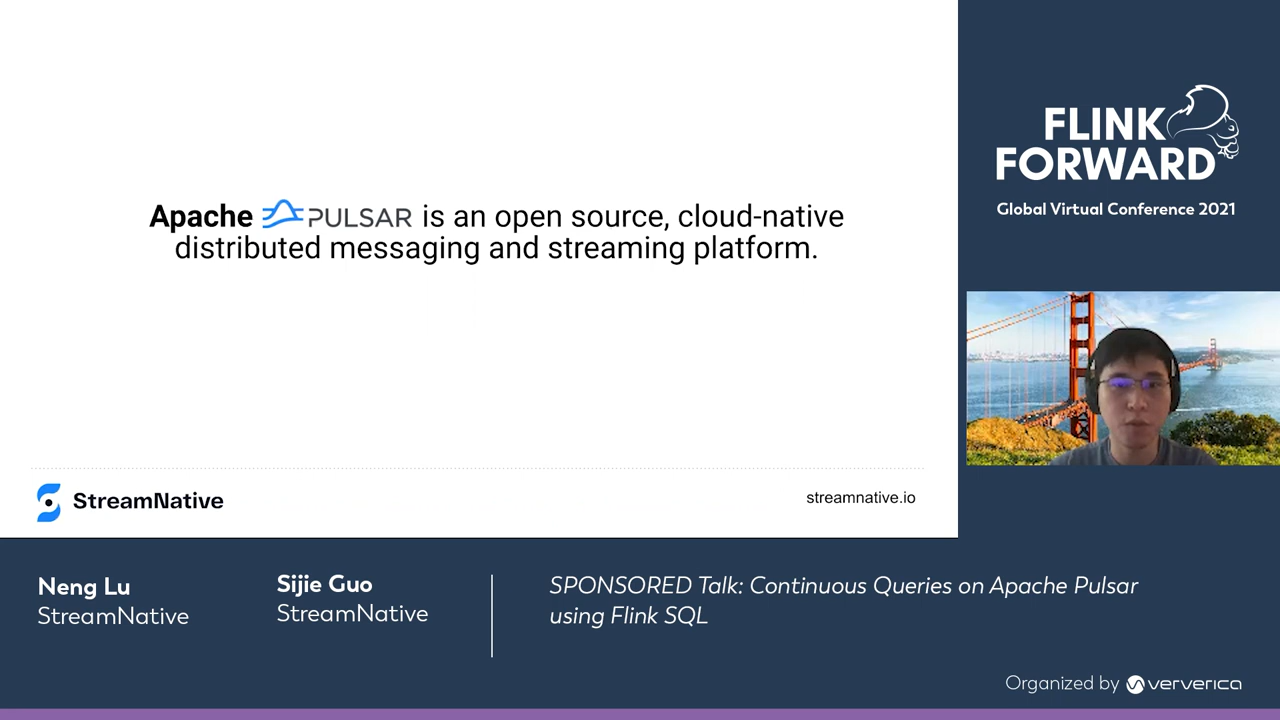 Apache PULSAR is an open source, cloud-native
distributed messaging and streaming platform.
StreamNative
streamnative.io
FLINK
FORWARD
Global Virtual Conference 2021
Neng Lu
StreamNative
Sijie Guo
StreamNative
SPONSORED Talk: Continuous Queries on Apache Pulsar
using Flink SQL
Organized by ververica